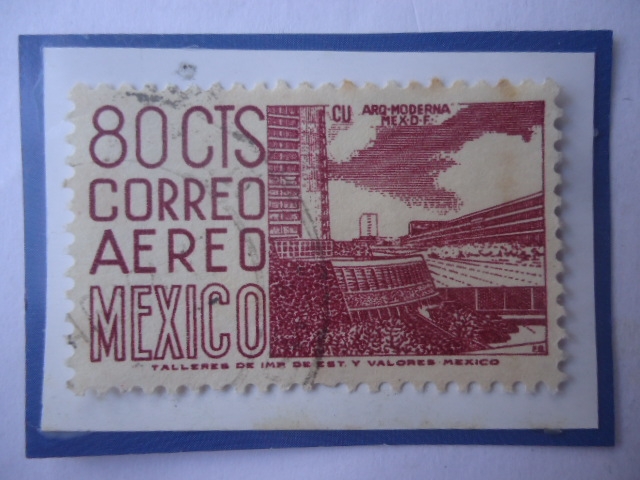 80 CTS
CORREO
AEREO
MEXICO
CU ARQ-MODERNA
MEX-D-F-
TALLERES DE IMP. DE EST. Y VALORES MEXICO